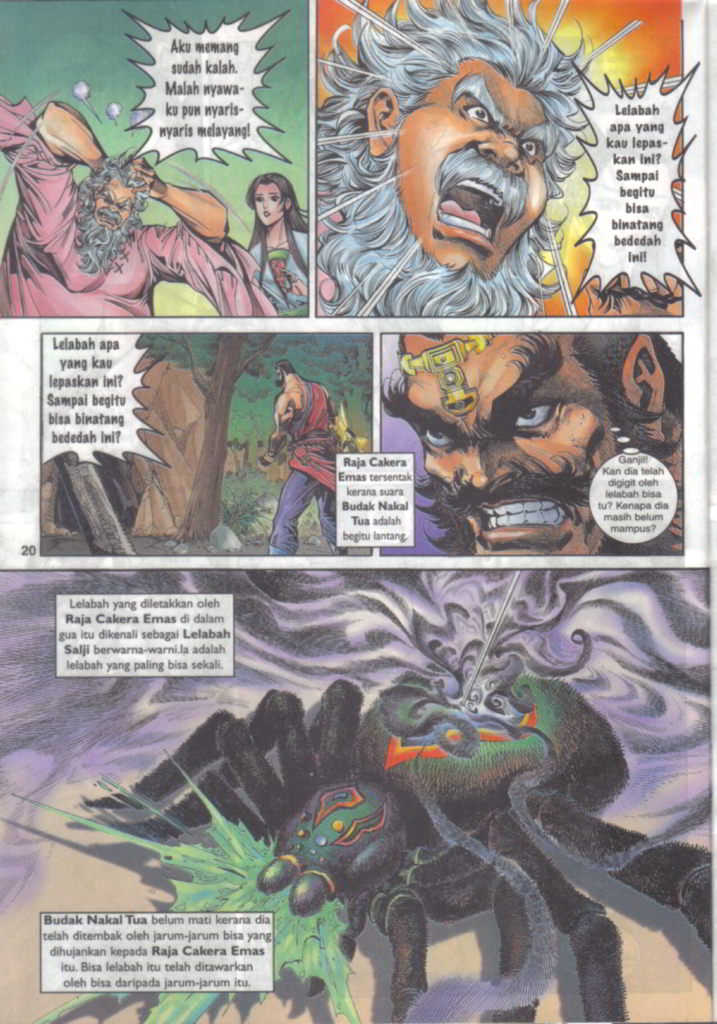 Aku memang
sudah kalah.
Malah nyawa-
ku pun nyaris-
nyaris melayang!
Lelabah
apa yang
kau lepas-
kan ini?
Sampai
begitu
bisa
binatang
bededah
ini!
Lelabah apa
yang kau
lepaskan ini?
Sampai begitu
bisa binatang
bededah ini?
Raja Cakera
Emas tersentak
kerana suara
Budak Nakal
Tua adalah
begitu lantang.
Ganjil!
Kan dia telah
digigit oleh
lelabah bisa
tu? Kenapa dia
masih belum
mampus?
20
Lelabah yang diletakkan oleh
Raja Cakera Emas di dalam
gua itu dikenali sebagai Lelabah
Salji berwarna-warni.Ia adalah
lelabah yang paling bisa sekali.
Budak Nakal Tua belum mati kerana dia
telah ditembak oleh jarum-jarum bisa yang
dihujankan kepada Raja Cakera Emas
itu. Bisa lelabah itu telah ditawarkan
oleh bisa daripada jarum-jarum itu.